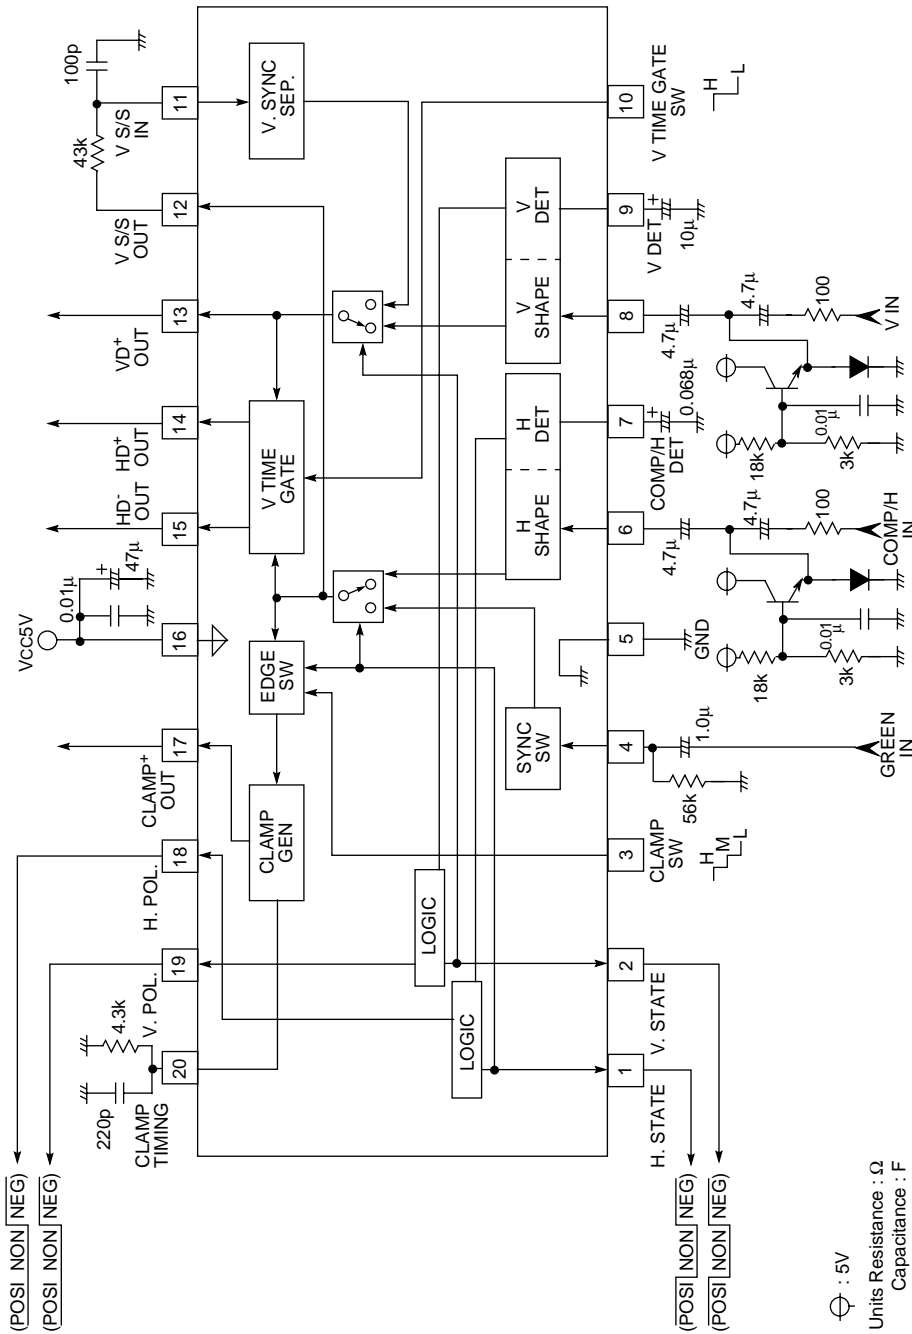 (POSI NON NEG)
(POSI NON NEG)
220p
4.3k
CLAMP
TIMING
V. POL.
H. POL.
CLAMP+
OUT
VCC5V
0.01µ
+
47µ
HD-
OUT
HD+
OUT
VD+
OUT
V S/S
OUT
43k
V S/S
IN
100p
20
19
18
17
16
15
14
13
12
11
CLAMP
GEN
EDGE
SW
V TIME
GATE
V. SYNC
SEP.
LOGIC
LOGIC
SYNC
SW
H
SHAPE
H
DET
V
SHAPE
V
DET
1
2
3
4
5
6
7
8
9
10
H. STATE
V. STATE
CLAMP
SW
H
M
L
56k
1.0µ
GREEN
IN
GND
4.7µ
4.7µ
100
COMP/H
IN
18k
3k
0.01
µ
COMP/H
DET
+
0.068µ
4.7µ
4.7µ
100
V IN
18k
3k
0.01
µ
V DET
+
10µ
V TIME GATE
SW
H
L
(POSI NON NEG)
(POSI NON NEG)
: 5V
Units Resistance : Ω
Capacitance : F